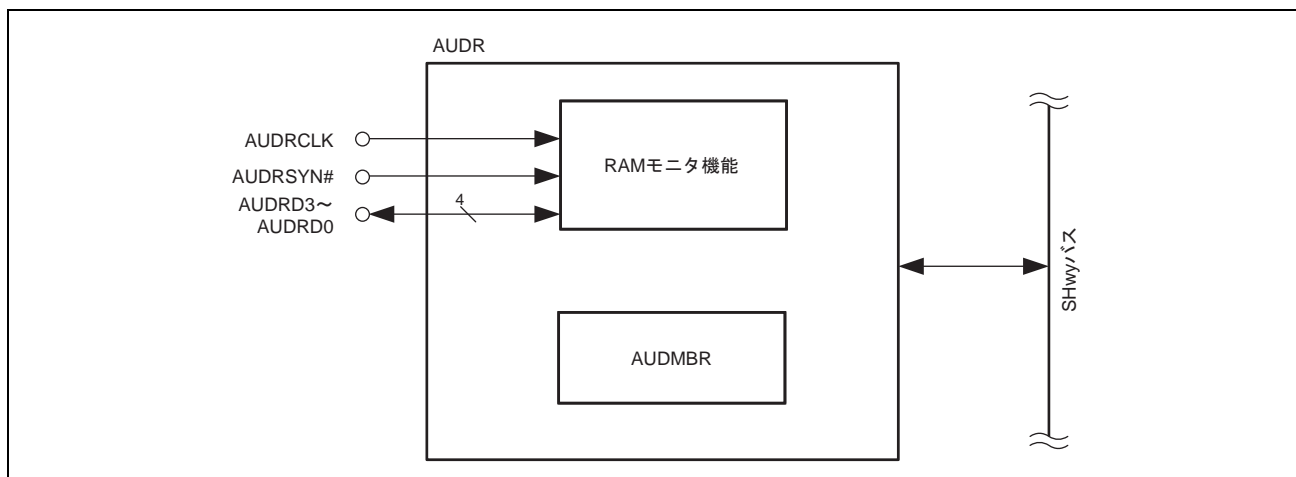 AUDR
AUDRCLK
AUDRSYN#
AUDRD3～
AUDRD0
4
RAMモニタ機能
AUDMBR
SHwyバス